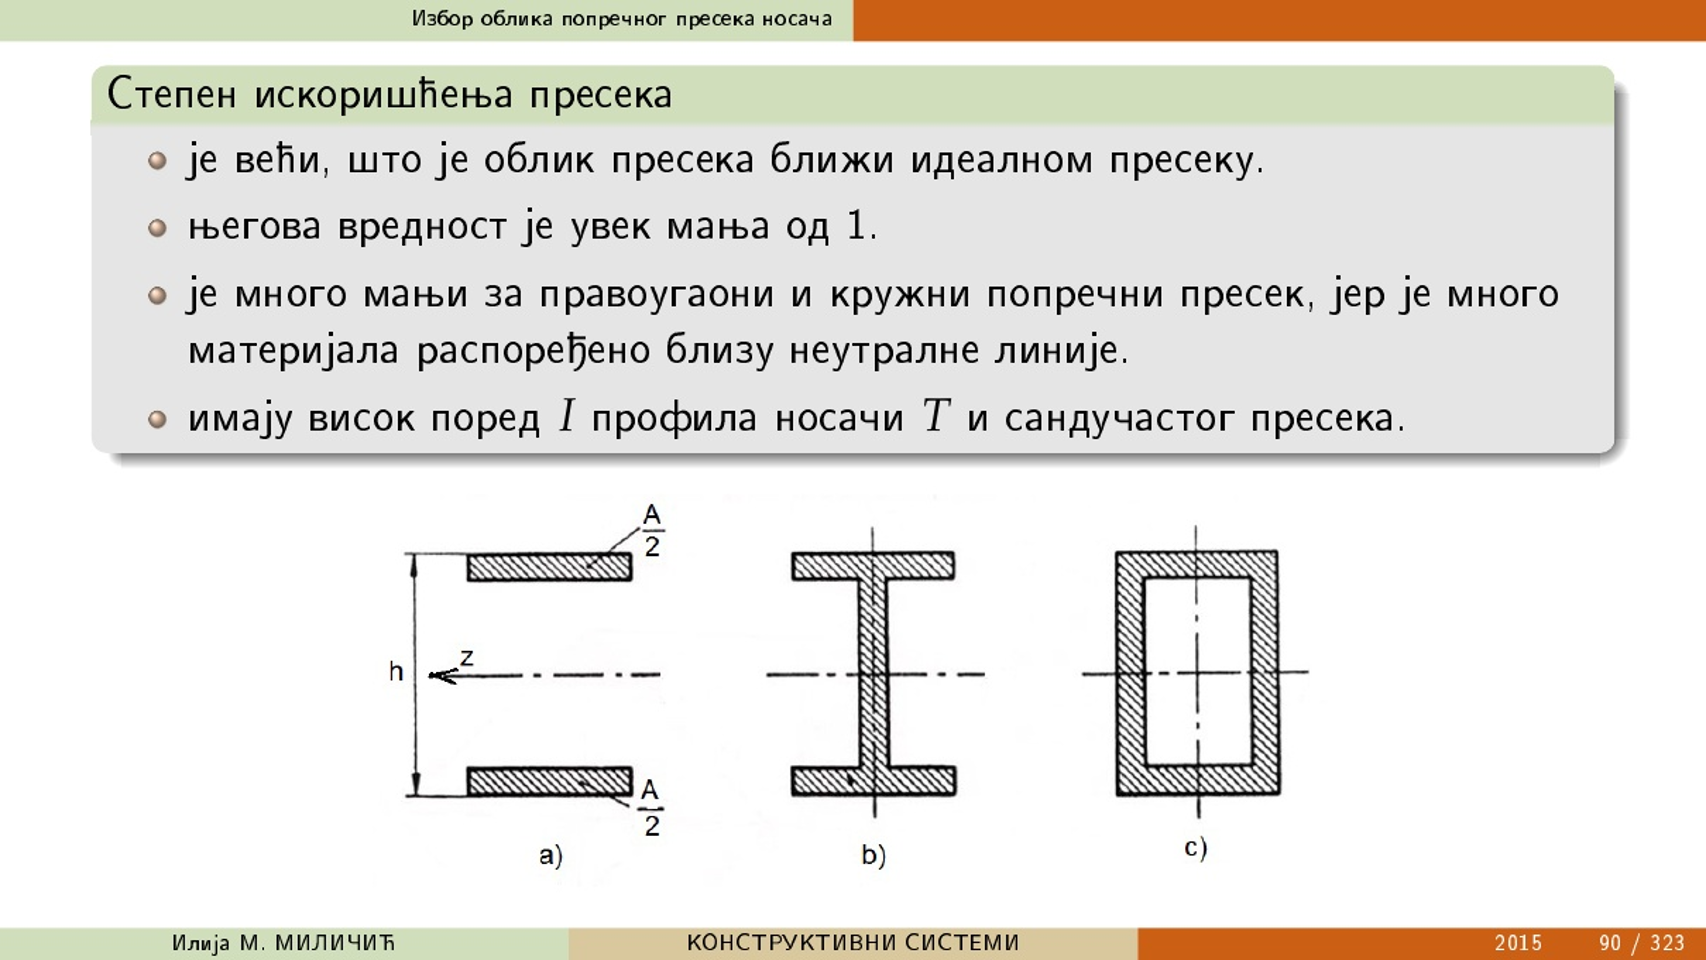 Избор облика попречног пресека носача
Степен искоришћења пресека
је већи, што је облик пресека ближи идеалном пресеку.
његова вредност је увек мања од 1.
је много мањи за правоугаони и кружни попречни пресек, јер је много
материјала распоређено близу неутралне линије.
имају висок поред I профила носачи T и сандучастог пресека.
A
2
h
z
A
2
a)
b)
c)
Илија М. МИЛИЧИЋ
КОНСТРУКТИВНИ СИСТЕМИ
2015
90 / 323